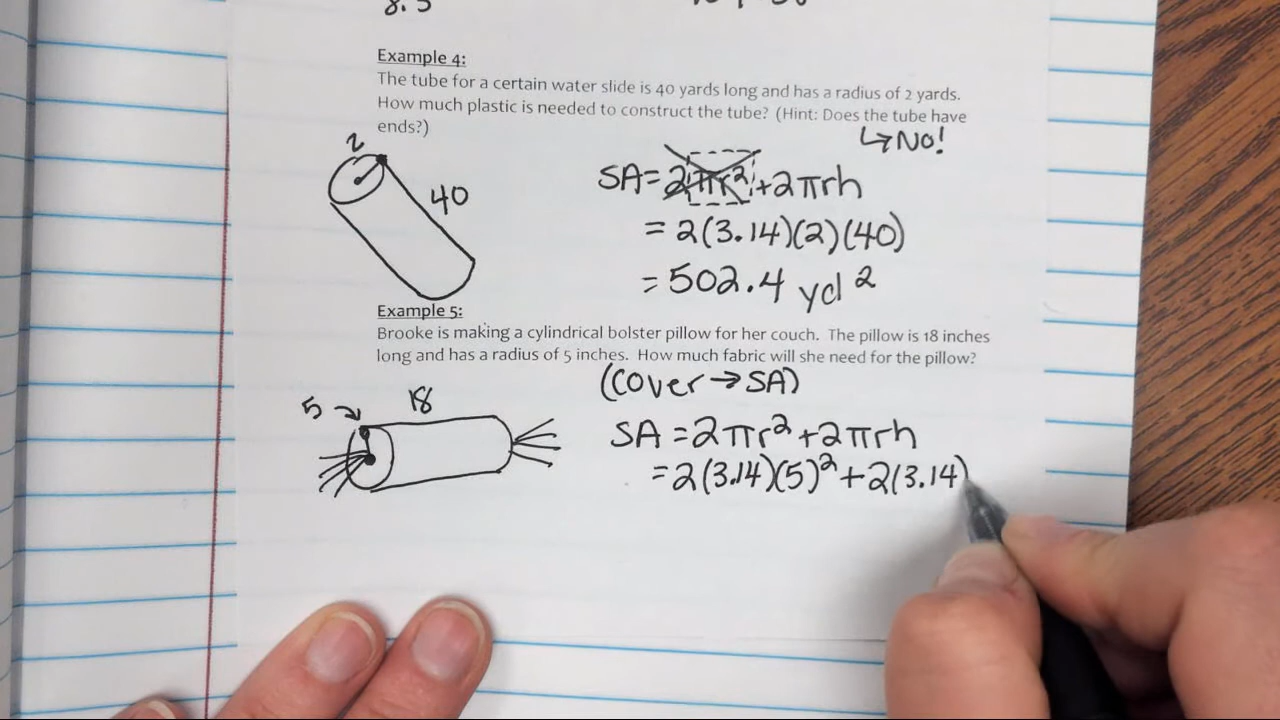 8.5
Example 4:
The tube for a certain water slide is 40 yards long and has a radius of 2 yards.
How much plastic is needed to construct the tube? (Hint: Does the tube have
ends?)
↳No!
2
40
SA=2πr²+2πrh
=2(3.14)(2)(40)
=502.4 yd²
Example 5:
Brooke is making a cylindrical bolster pillow for her couch. The pillow is 18 inches
long and has a radius of 5 inches. How much fabric will she need for the pillow?
(cover→SA)
5
18
SA=2πr²+2πrh
=2(3.14)(5)²+2(3.14)